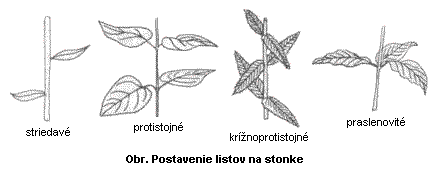 striedavé
protistojné
krížnoprotistojné
praslenovité
Obr. Postavenie listov na stonke